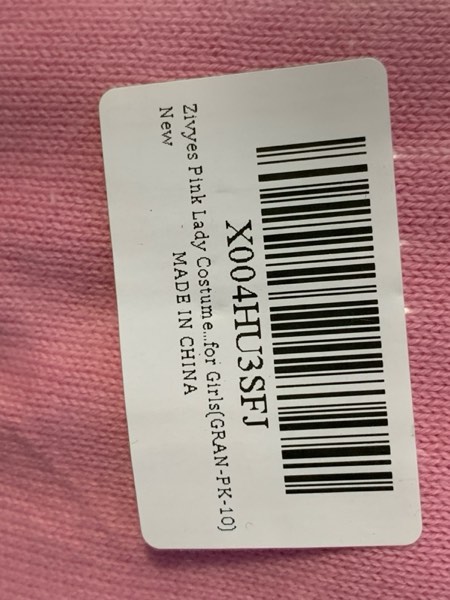 X004HU3SFJ
Zivyes Pink Lady Costume...for Girls(GRAN-PK-10)
New
MADE IN CHINA